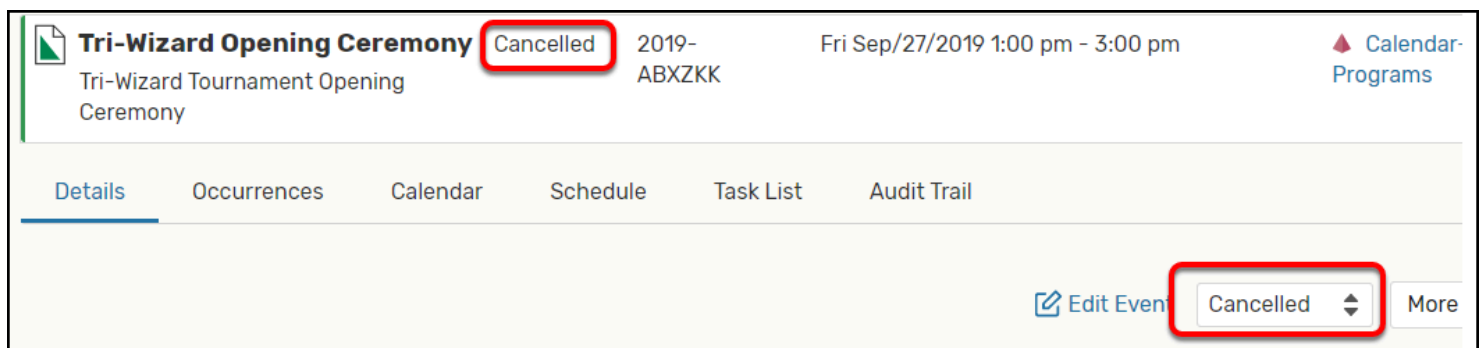 Tri-Wizard Opening Ceremony Cancelled 2019- Fri Sep/27/2019 1:00 pm - 3:00 pm Calendar-
ABXZKK Programs
Tri-Wizard Tournament Opening
Ceremony
Details Occurrences Calendar Schedule Task List Audit Trail
Edit Event Cancelled More